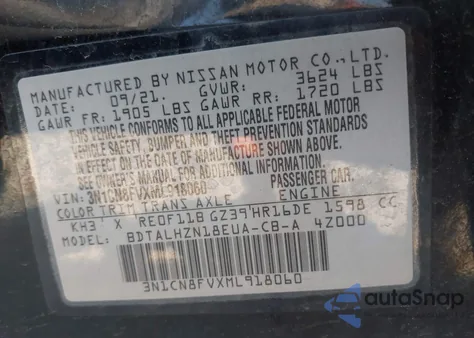 MANUFACTURED BY NISSAN MOTOR CO., LTD.
DATE: 09/21. GVWR: 3624 LBS
GAWR FR: 1905 LBS GAWR RR: 1720 LBS
THIS VEHICLE CONFORMS TO ALL APPLICABLE FEDERAL MOTOR
VEHICLE SAFETY, BUMPER, AND THEFT PREVENTION STANDARDS
IN EFFECT ON THE DATE OF MANUFACTURE SHOWN ABOVE.
SEE OWNER'S MANUAL FOR ADDITIONAL INFORMATION.
VIN: 3N1CN8FVXML918060 PASSENGER CAR.
COLOR TRIM TRANS AXLE ENGINE
KH3 X RE0F11B GZ39 HR16DE 1598 CC
MODEL: BDTALHZN18EUA-CB-A 4Z000
3N1CN8FVXML918060
autoSnap